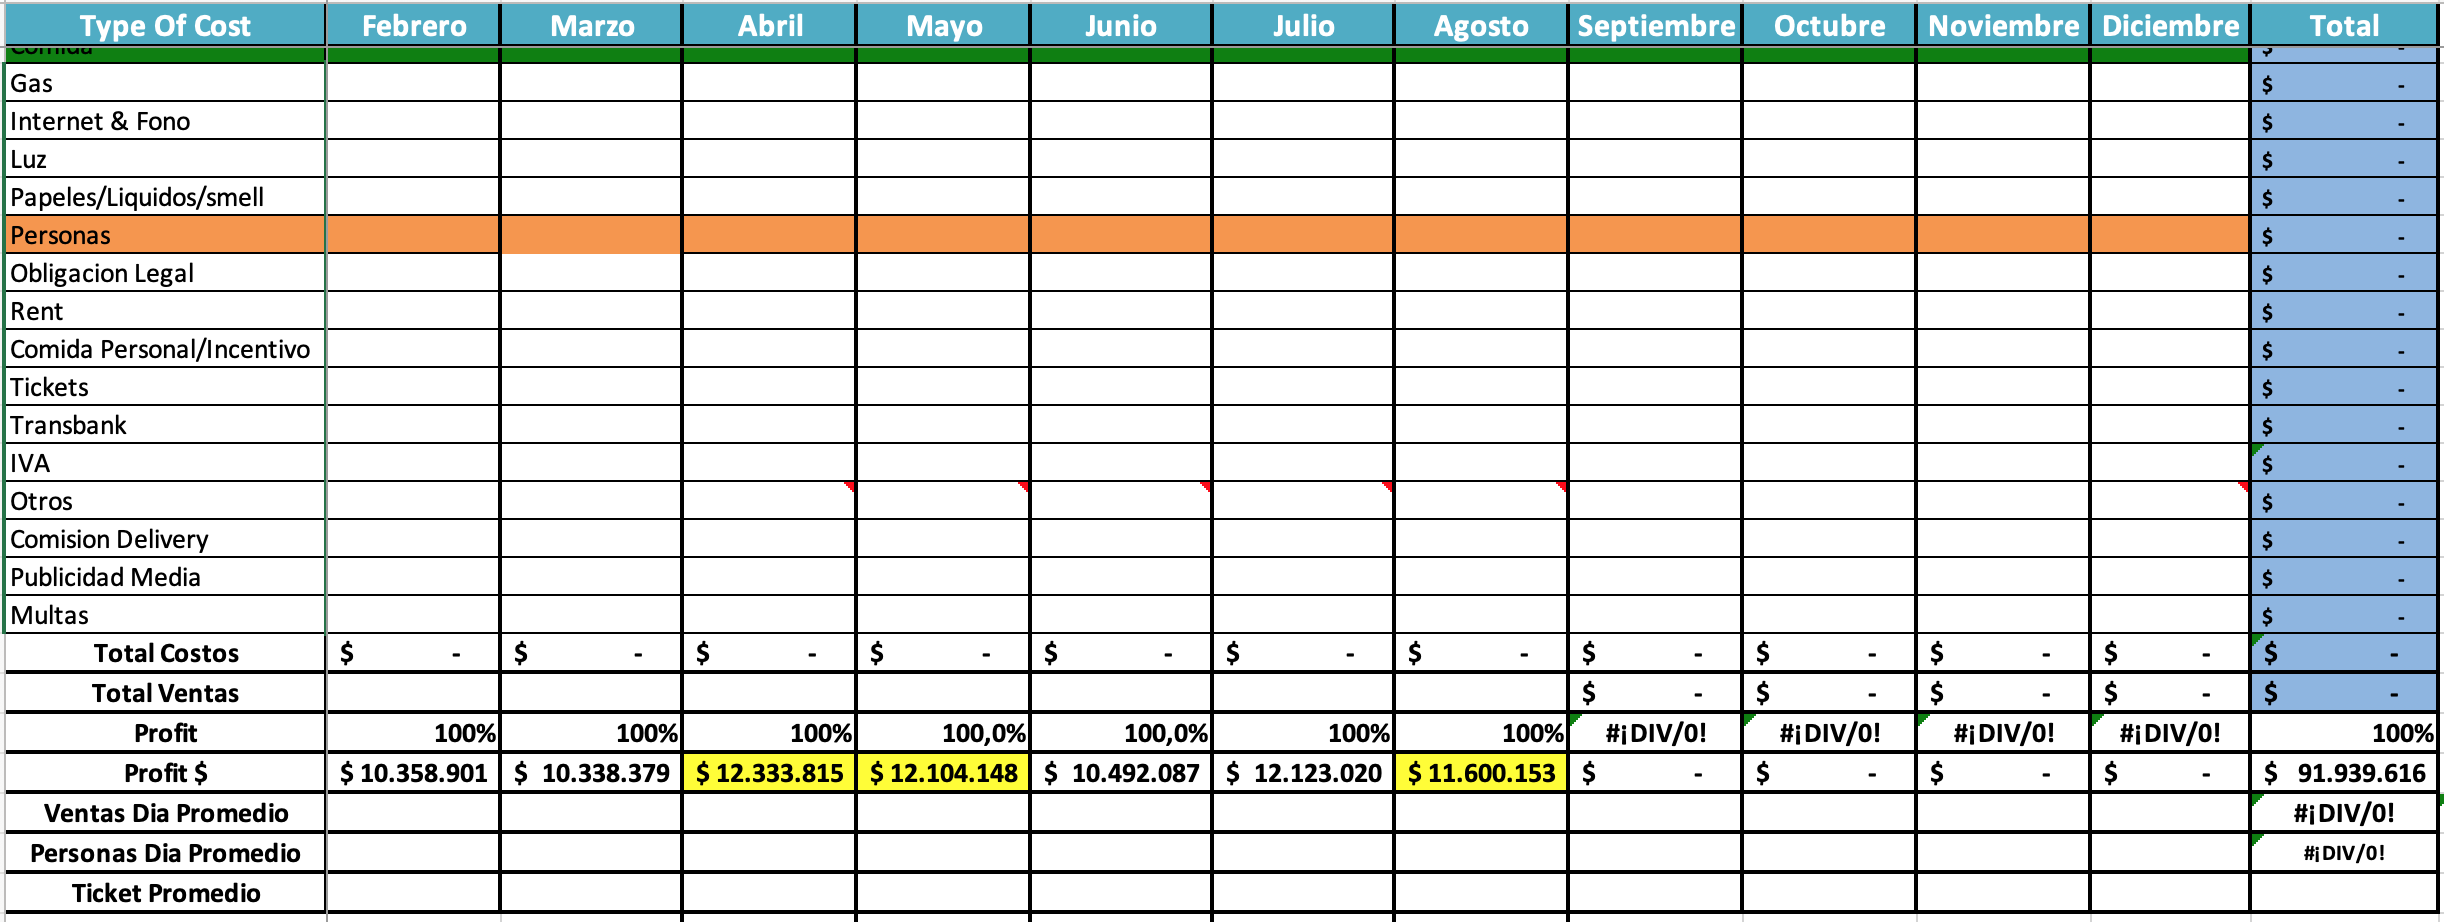 Type Of Cost Febrero Marzo Abril Mayo Junio Julio Agosto Septiembre Octubre Noviembre Diciembre Total
Comida $ -
Gas $ -
Internet & Fono $ -
Luz $ -
Papeles/Liquidos/smell $ -
Personas $ -
Obligacion Legal $ -
Rent $ -
Comida Personal/Incentivo $ -
Tickets $ -
Transbank $ -
IVA $ -
Otros $ -
Comision Delivery $ -
Publicidad Media $ -
Multas $ -
Total Costos $ - $ - $ - $ - $ - $ - $ - $ - $ - $ - $ - $ -
Total Ventas $ - $ - $ - $ - $ -
Profit 100% 100% 100% 100,0% 100,0% 100% 100% #¡DIV/0! #¡DIV/0! #¡DIV/0! #¡DIV/0! 100%
Profit $ $ 10.358.901 $ 10.338.379 $ 12.333.815 $ 12.104.148 $ 10.492.087 $ 12.123.020 $ 11.600.153 $ - $ - $ - $ - $ 91.939.616
Ventas Dia Promedio #¡DIV/0!
Personas Dia Promedio #¡DIV/0!
Ticket Promedio